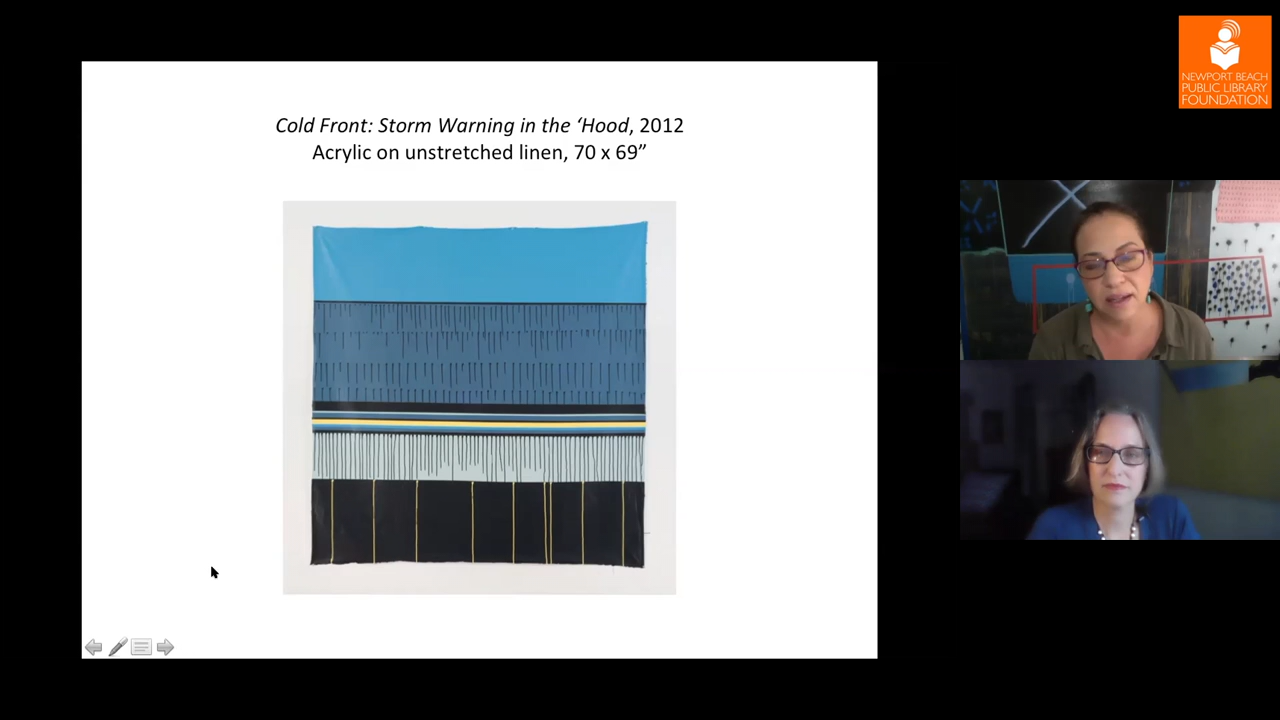 Cold Front: Storm Warning in the ‘Hood, 2012
Acrylic on unstretched linen, 70 x 69”
NEWPORT BEACH
PUBLIC LIBRARY
FOUNDATION